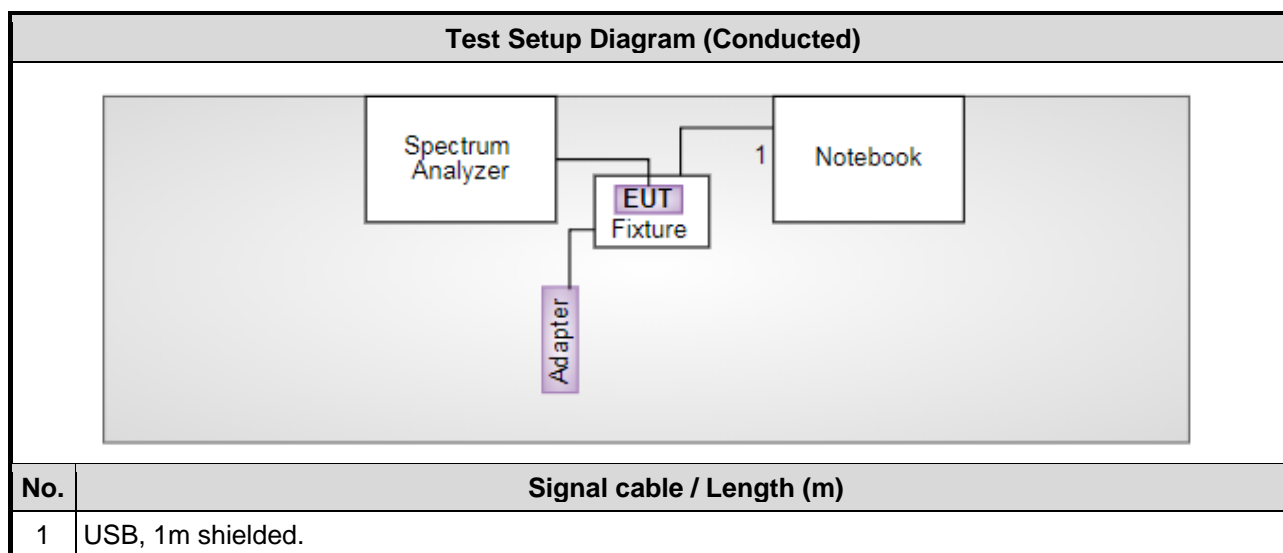 Test Setup Diagram (Conducted)
Spectrum
Analyzer
1
Notebook
EUT
Fixture
Adapter
No.
Signal cable / Length (m)
1
USB, 1m shielded.